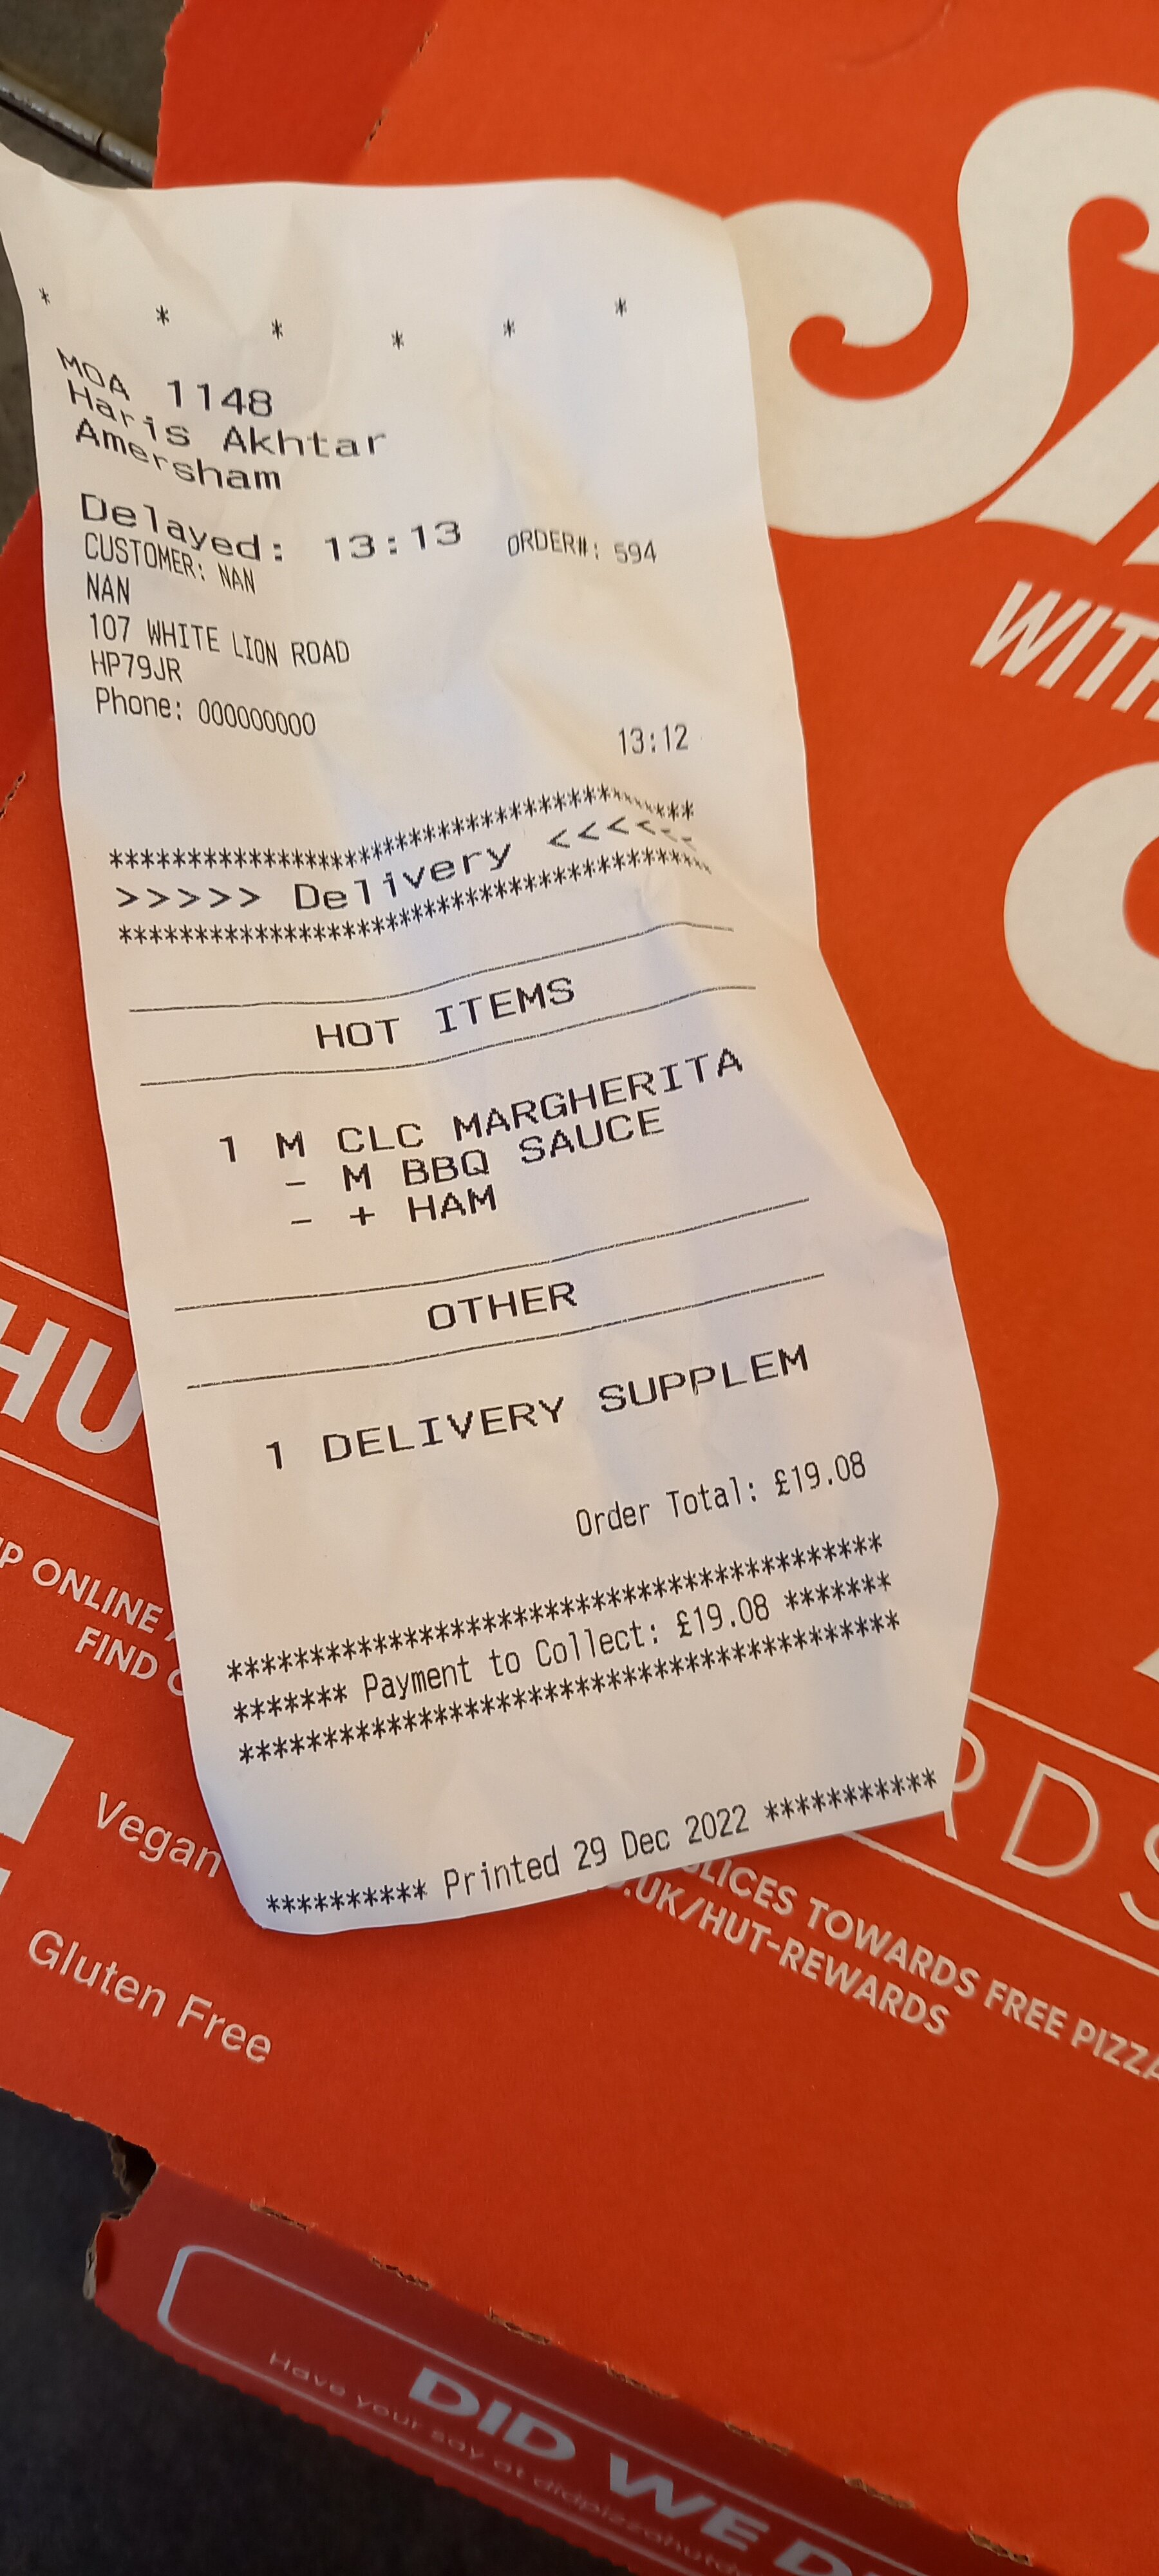 * * * * * *
MOA 1148
Haris Akhtar
Amersham
Delayed: 13:13 ORDER#: 594
CUSTOMER: NAN
NAN
107 WHITE LION ROAD
HP79JR
Phone: 000000000
13:12
>>>>> Delivery <<<<<<
HOT ITEMS
1 M CLC MARGHERITA
- M BBQ SAUCE
- + HAM
OTHER
1 DELIVERY SUPPLEM
Order Total: £19.08
******* Payment to Collect: £19.08 *******
********** Printed 29 Dec 2022 ***********
WITH
HU
P ONLINE
FIND
Vegan
Gluten Free
RDS
SLICES TOWARDS FREE PIZZA
.UK/HUT-REWARDS
DID WE D
Have your say at didpizzahutd